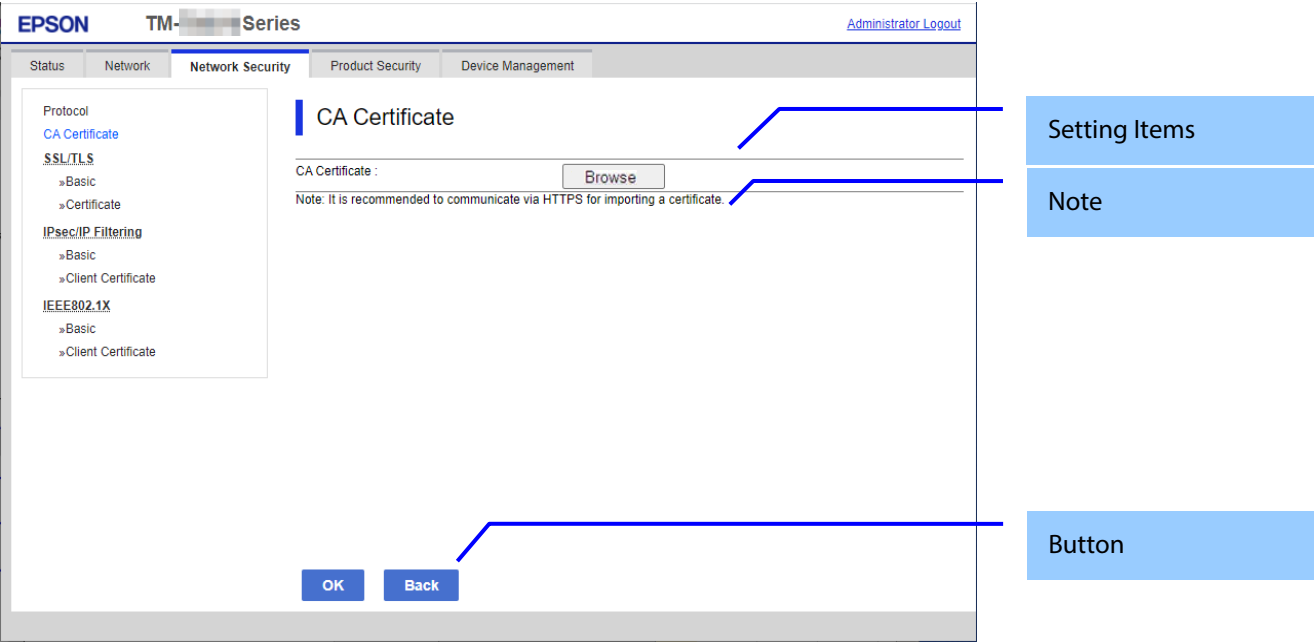 EPSON TM- Series Administrator Logout
Status Network Network Security Product Security Device Management
Protocol
CA Certificate
SSL/TLS
»Basic
»Certificate
IPsec/IP Filtering
»Basic
»Client Certificate
IEEE802.1X
»Basic
»Client Certificate
CA Certificate
CA Certificate : Browse
Note: It is recommended to communicate via HTTPS for importing a certificate.
OK Back
Setting Items
Note
Button